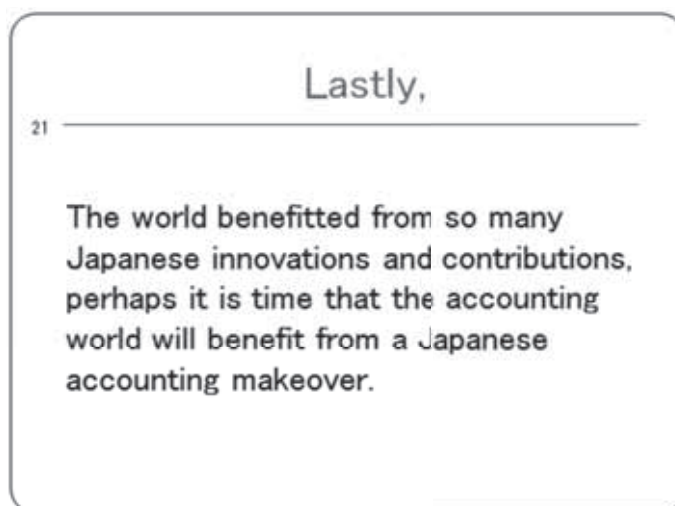 Lastly,
21
The world benefitted from so many
Japanese innovations and contributions,
perhaps it is time that the accounting
world will benefit from a Japanese
accounting makeover.